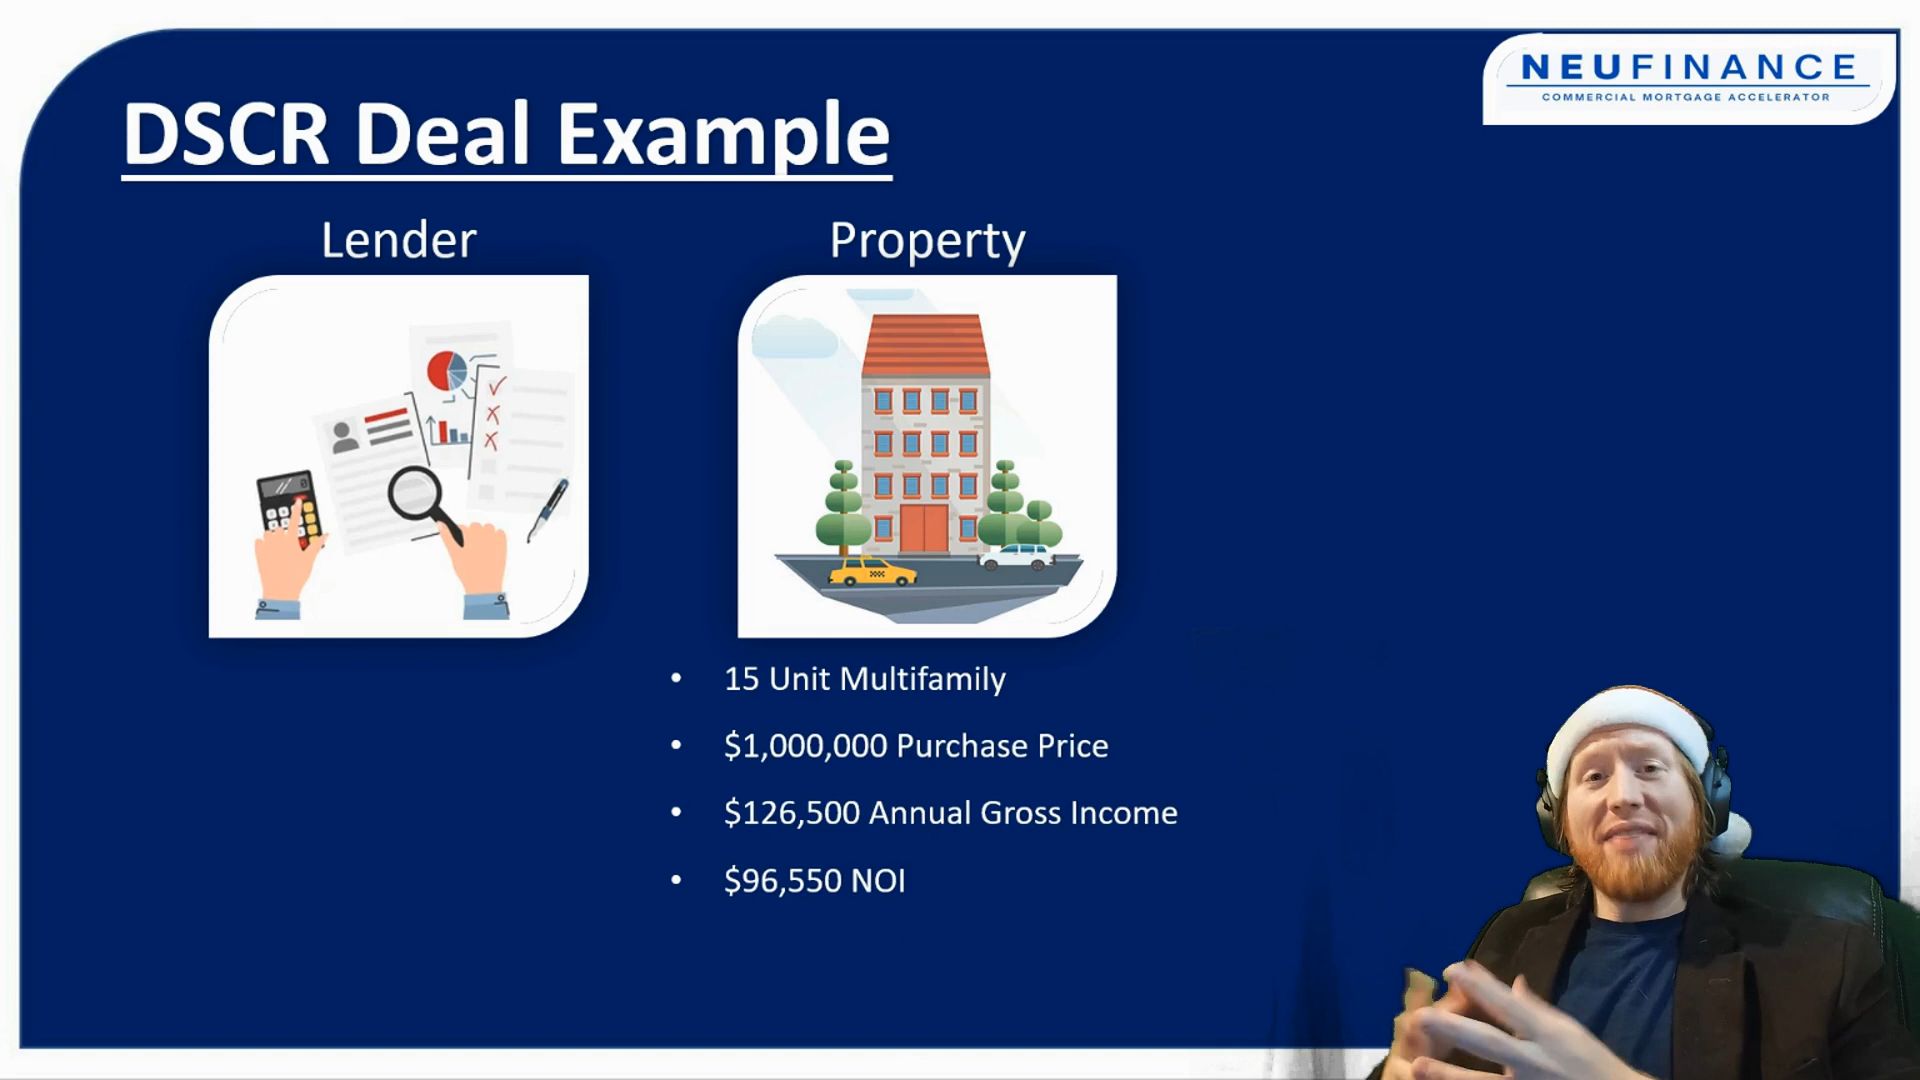 NEUFINANCE
COMMERCIAL MORTGAGE ACCELERATOR
DSCR Deal Example
Lender
Property
• 15 Unit Multifamily
• $1,000,000 Purchase Price
• $126,500 Annual Gross Income
• $96,550 NOI